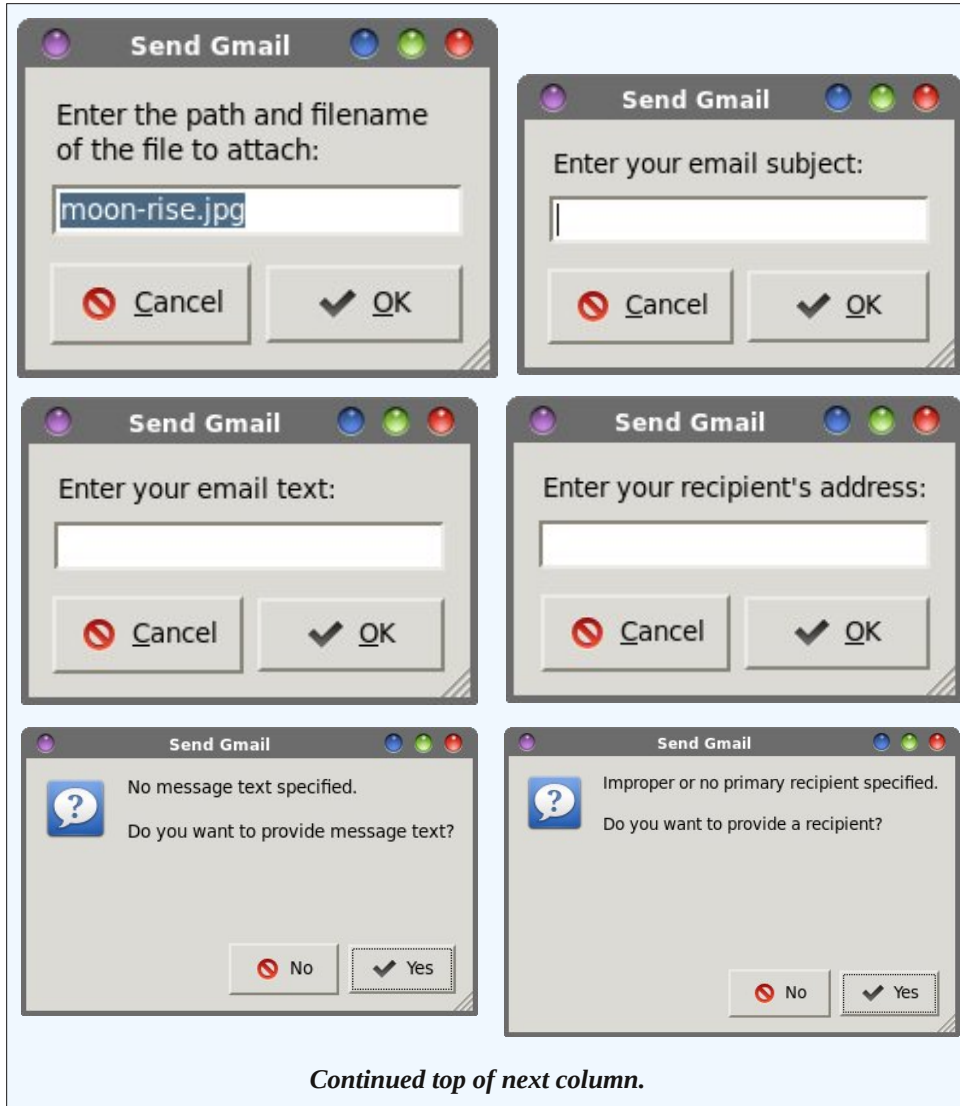 Send Gmail
Enter the path and filename
of the file to attach:
moon-rise.jpg
Cancel
OK
Send Gmail
Enter your email subject:
Cancel
OK
Send Gmail
Enter your email text:
Cancel
OK
Send Gmail
Enter your recipient's address:
Cancel
OK
Send Gmail
No message text specified.
Do you want to provide message text?
No
Yes
Send Gmail
Improper or no primary recipient specified.
Do you want to provide a recipient?
No
Yes
Continued top of next column.